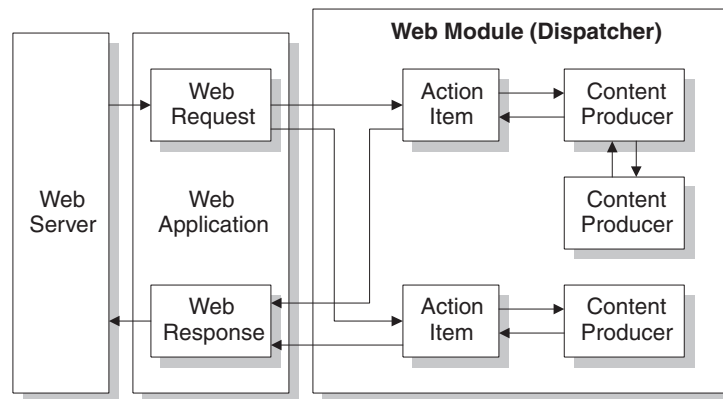 Web Module (Dispatcher)
Web
Request
Action
Item
Content
Producer
Web
Server
Web
Application
Content
Producer
Web
Response
Action
Item
Content
Producer